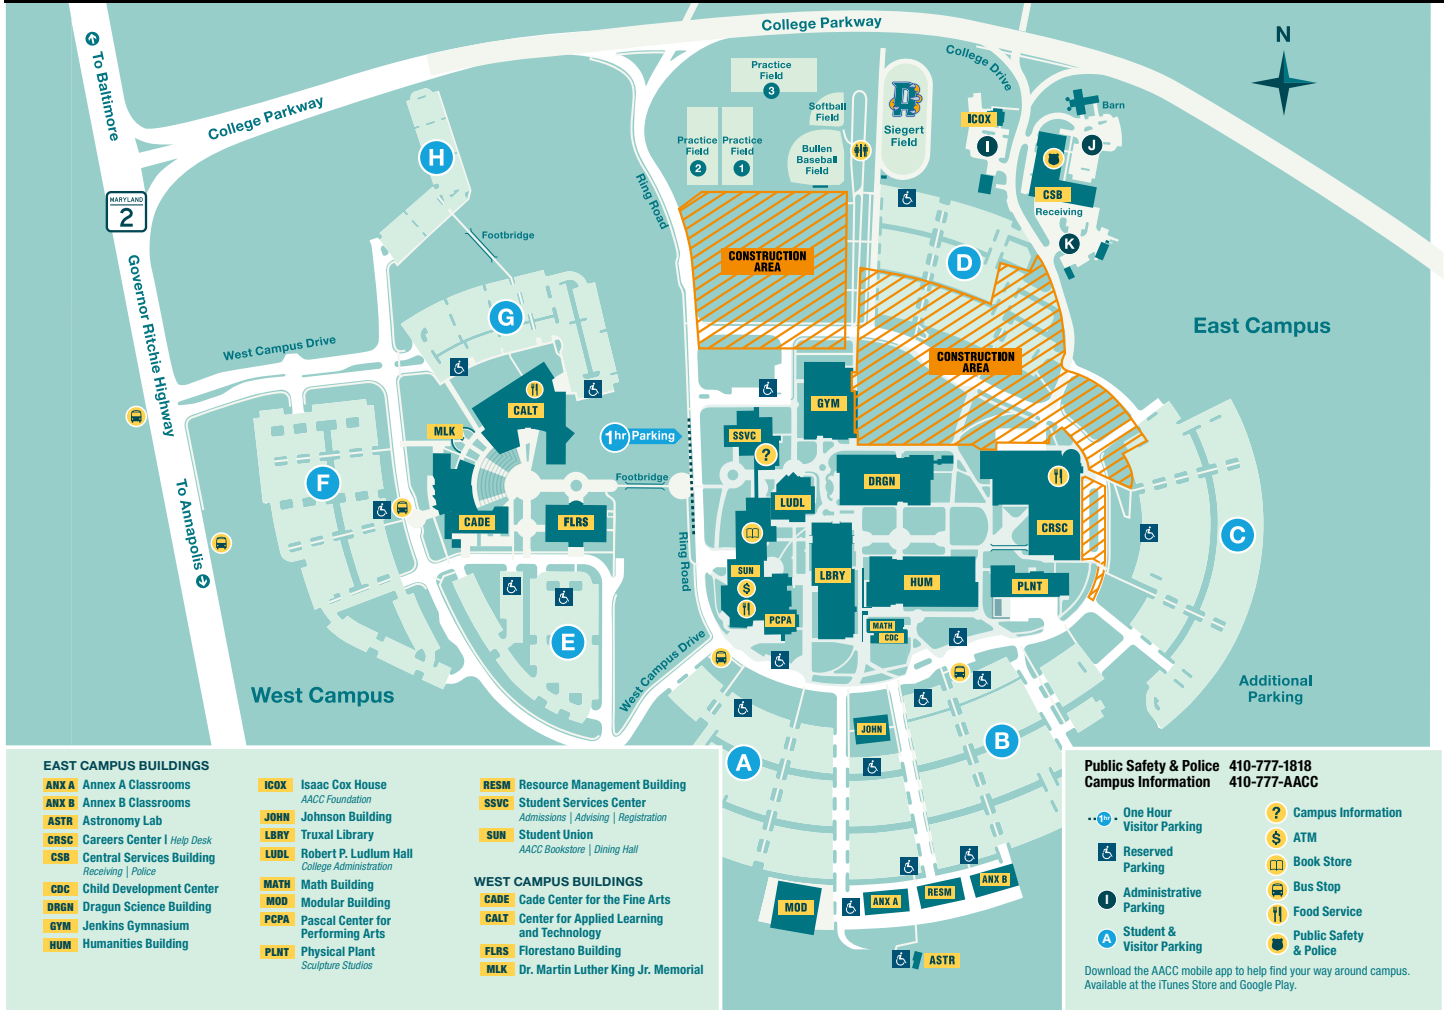 College Parkway
N
To Baltimore
College Drive
Practice
Field
3
Barn
College Parkway
Softball
Field
ICOX
Siegert
Field
I
J
H
Practice
Field
2
Practice
Field
1
Bullen
Baseball
Field
MARYLAND
2
Ring Road
CSB
Receiving
K
Footbridge
CONSTRUCTION
AREA
D
Governor Ritchie Highway
G
East Campus
West Campus Drive
CONSTRUCTION
AREA
CALT
GYM
MLK
1hr Parking
SSVC
?
Footbridge
F
DRGN
LUDL
To Annapolis
CADE
FLRS
CRSC
C
Ring Road
SUN
$
LBRY
HUM
PLNT
PCPA
MATH
CDC
E
West Campus Drive
West Campus
Additional
Parking
JOHN
A
B
MOD
ANX A
RESM
ANX B
ASTR
EAST CAMPUS BUILDINGS
ANX A Annex A Classrooms
ANX B Annex B Classrooms
ASTR Astronomy Lab
CRSC Careers Center | Help Desk
CSB Central Services Building
Receiving | Police
CDC Child Development Center
DRGN Dragun Science Building
GYM Jenkins Gymnasium
HUM Humanities Building
ICOX Isaac Cox House
AACC Foundation
JOHN Johnson Building
LBRY Truxal Library
LUDL Robert P. Ludlum Hall
College Administration
MATH Math Building
MOD Modular Building
PCPA Pascal Center for
Performing Arts
PLNT Physical Plant
Sculpture Studios
RESM Resource Management Building
SSVC Student Services Center
Admissions | Advising | Registration
SUN Student Union
AACC Bookstore | Dining Hall
WEST CAMPUS BUILDINGS
CADE Cade Center for the Fine Arts
CALT Center for Applied Learning
and Technology
FLRS Florestano Building
MLK Dr. Martin Luther King Jr. Memorial
Public Safety & Police 410-777-1818
Campus Information 410-777-AACC
1hr One Hour
Visitor Parking
Reserved
Parking
I Administrative
Parking
A Student &
Visitor Parking
? Campus Information
$ ATM
Book Store
Bus Stop
Food Service
Public Safety
& Police
Download the AACC mobile app to help find your way around campus.
Available at the iTunes Store and Google Play.